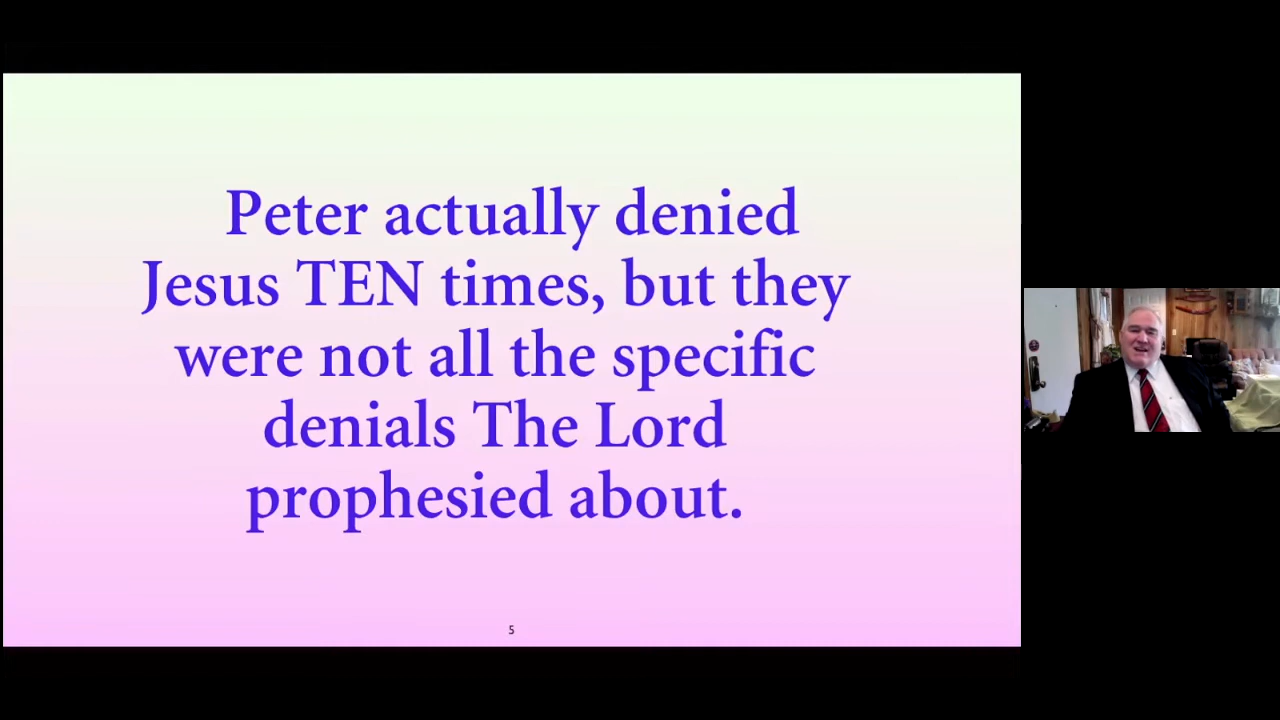 Peter actually denied
Jesus TEN times, but they
were not all the specific
denials The Lord
prophesied about.
5